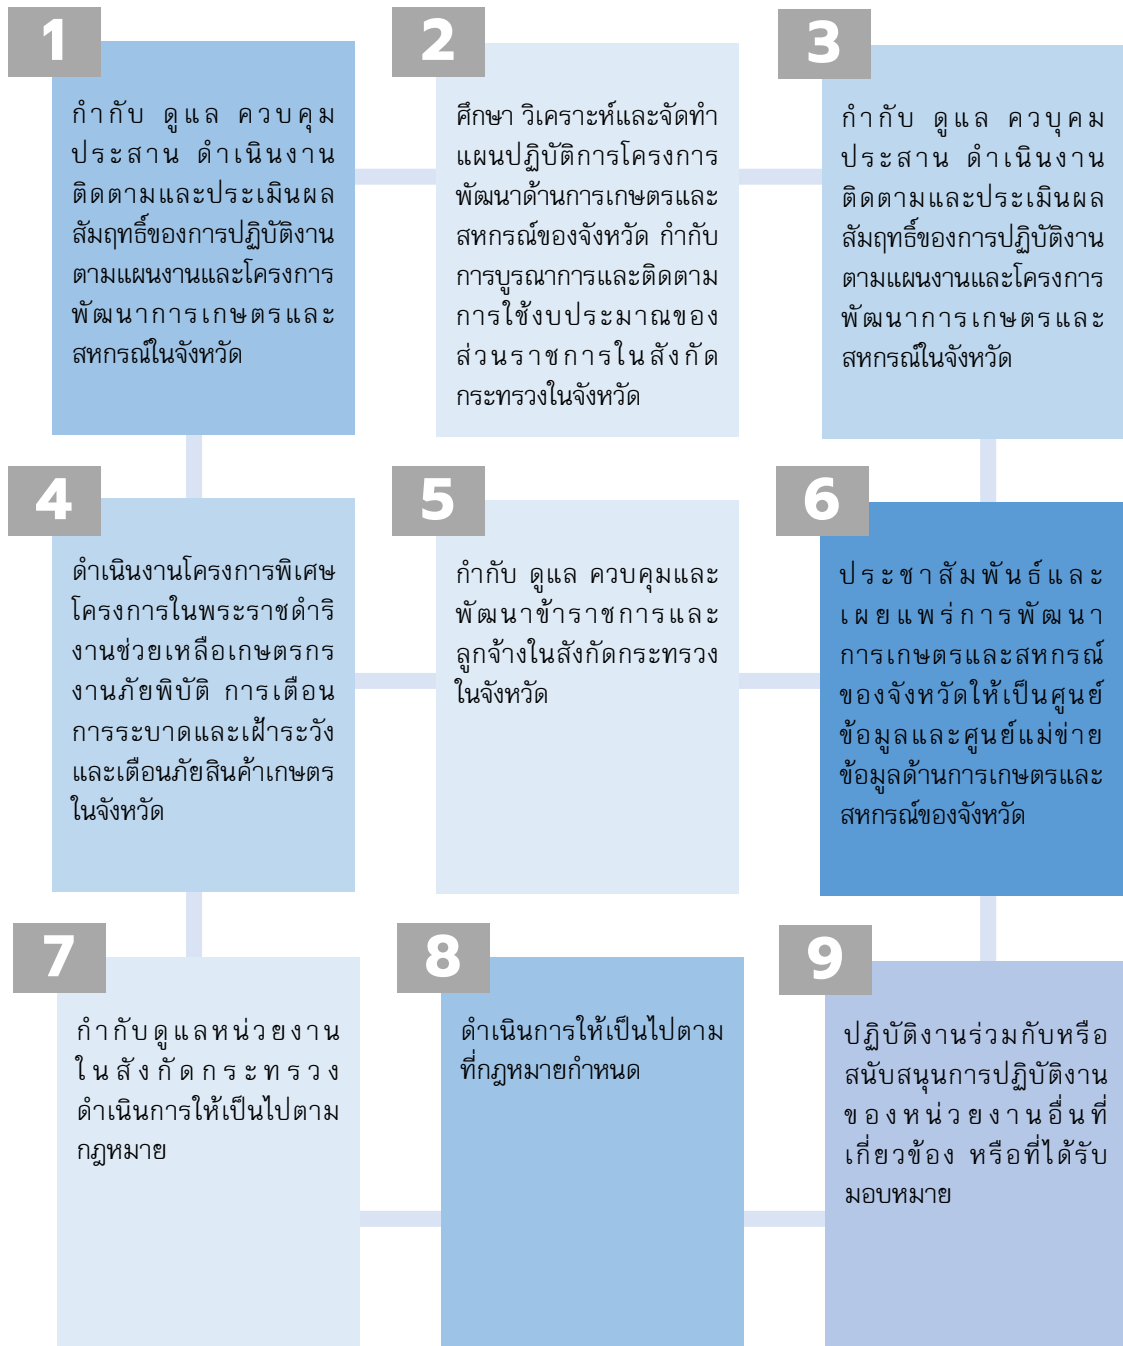 1
กำกับ ดูแล ควบคุม
ประสาน ดำเนินงาน
ติดตามและประเมินผล
สัมฤทธิ์ของการปฏิบัติงาน
ตามแผนงานและโครงการ
พัฒนาการเกษตรและ
สหกรณ์ในจังหวัด
2
ศึกษา วิเคราะห์และจัดทำ
แผนปฏิบัติการโครงการ
พัฒนาด้านการเกษตรและ
สหกรณ์ของจังหวัด กำกับ
การบูรณาการและติดตาม
การใช้งบประมาณของ
ส่วนราชการในสังกัด
กระทรวงในจังหวัด
3
กำกับ ดูแล ควบุคม
ประสาน ดำเนินงาน
ติดตามและประเมินผล
สัมฤทธิ์ของการปฏิบัติงาน
ตามแผนงานและโครงการ
พัฒนาการเกษตรและ
สหกรณ์ในจังหวัด
4
ดำเนินงานโครงการพิเศษ
โครงการในพระราชดำริ
งานช่วยเหลือเกษตรกร
งานภัยพิบัติ การเตือน
การระบาดและเฝ้าระวัง
และเตือนภัยสินค้าเกษตร
ในจังหวัด
5
กำกับ ดูแล ควบคุมและ
พัฒนาข้าราชการและ
ลูกจ้างในสังกัดกระทรวง
ในจังหวัด
6
ประชาสัมพันธ์และ
เผยแพร่การพัฒนา
การเกษตรและสหกรณ์
ของจังหวัดให้เป็นศูนย์
ข้อมูลและศูนย์แม่ข่าย
ข้อมูลด้านการเกษตรและ
สหกรณ์ของจังหวัด
7
กำกับดูแลหน่วยงาน
ในสังกัดกระทรวง
ดำเนินการให้เป็นไปตาม
กฎหมาย
8
ดำเนินการให้เป็นไปตาม
ที่กฎหมายกำหนด
9
ปฏิบัติงานร่วมกับหรือ
สนับสนุนการปฏิบัติงาน
ของหน่วยงานอื่นที่
เกี่ยวข้อง หรือที่ได้รับ
มอบหมาย